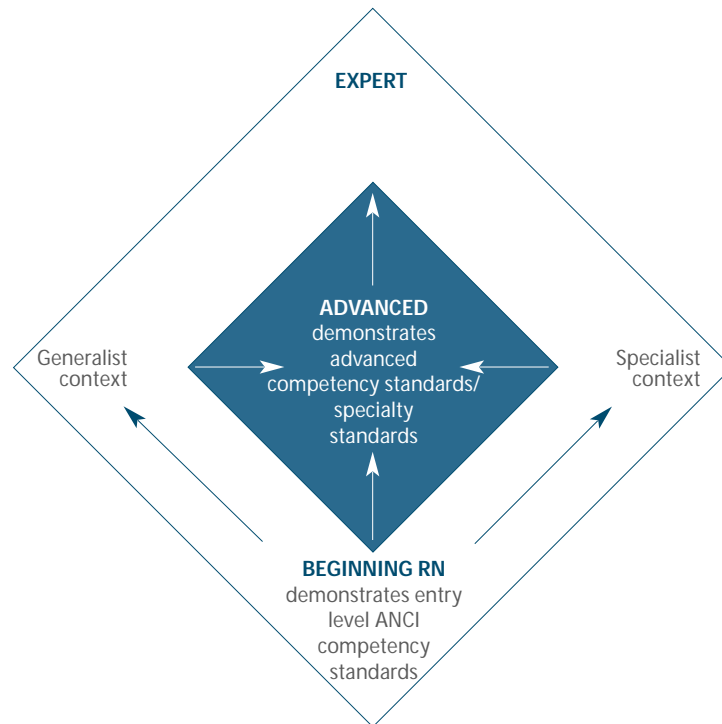 EXPERT
ADVANCED
demonstrates
advanced
competency standards/
specialty
standards
Generalist
context
Specialist
context
BEGINNING RN
demonstrates entry
level ANCI
competency
standards